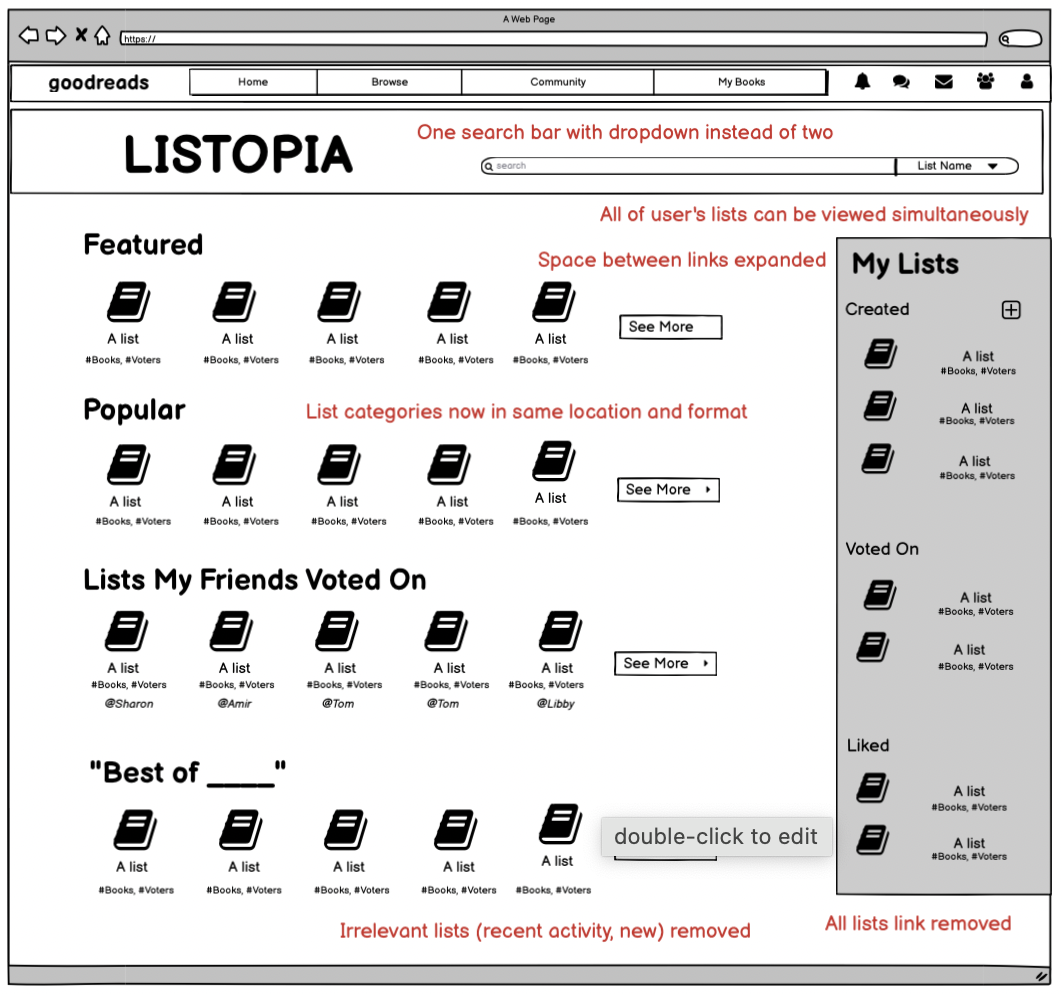 A Web Page
https://
goodreads Home Browse Community My Books
One search bar with dropdown instead of two
LISTOPIA
search List Name
All of user's lists can be viewed simultaneously
Featured
Space between links expanded
A list A list A list A list A list
#Books, #Voters #Books, #Voters #Books, #Voters #Books, #Voters #Books, #Voters
See More
Popular
List categories now in same location and format
A list A list A list A list A list
#Books, #Voters #Books, #Voters #Books, #Voters #Books, #Voters #Books, #Voters
See More
Lists My Friends Voted On
A list A list A list A list A list
#Books, #Voters #Books, #Voters #Books, #Voters #Books, #Voters #Books, #Voters
@Sharon @Amir @Tom @Tom @Libby
See More
"Best of ____"
A list A list A list A list A list
#Books, #Voters #Books, #Voters #Books, #Voters #Books, #Voters #Books, #Voters
double-click to edit
My Lists
Created
A list
#Books, #Voters
A list
#Books, #Voters
A list
#Books, #Voters
Voted On
A list
#Books, #Voters
A list
#Books, #Voters
Liked
A list
#Books, #Voters
A list
#Books, #Voters
Irrelevant lists (recent activity, new) removed
All lists link removed